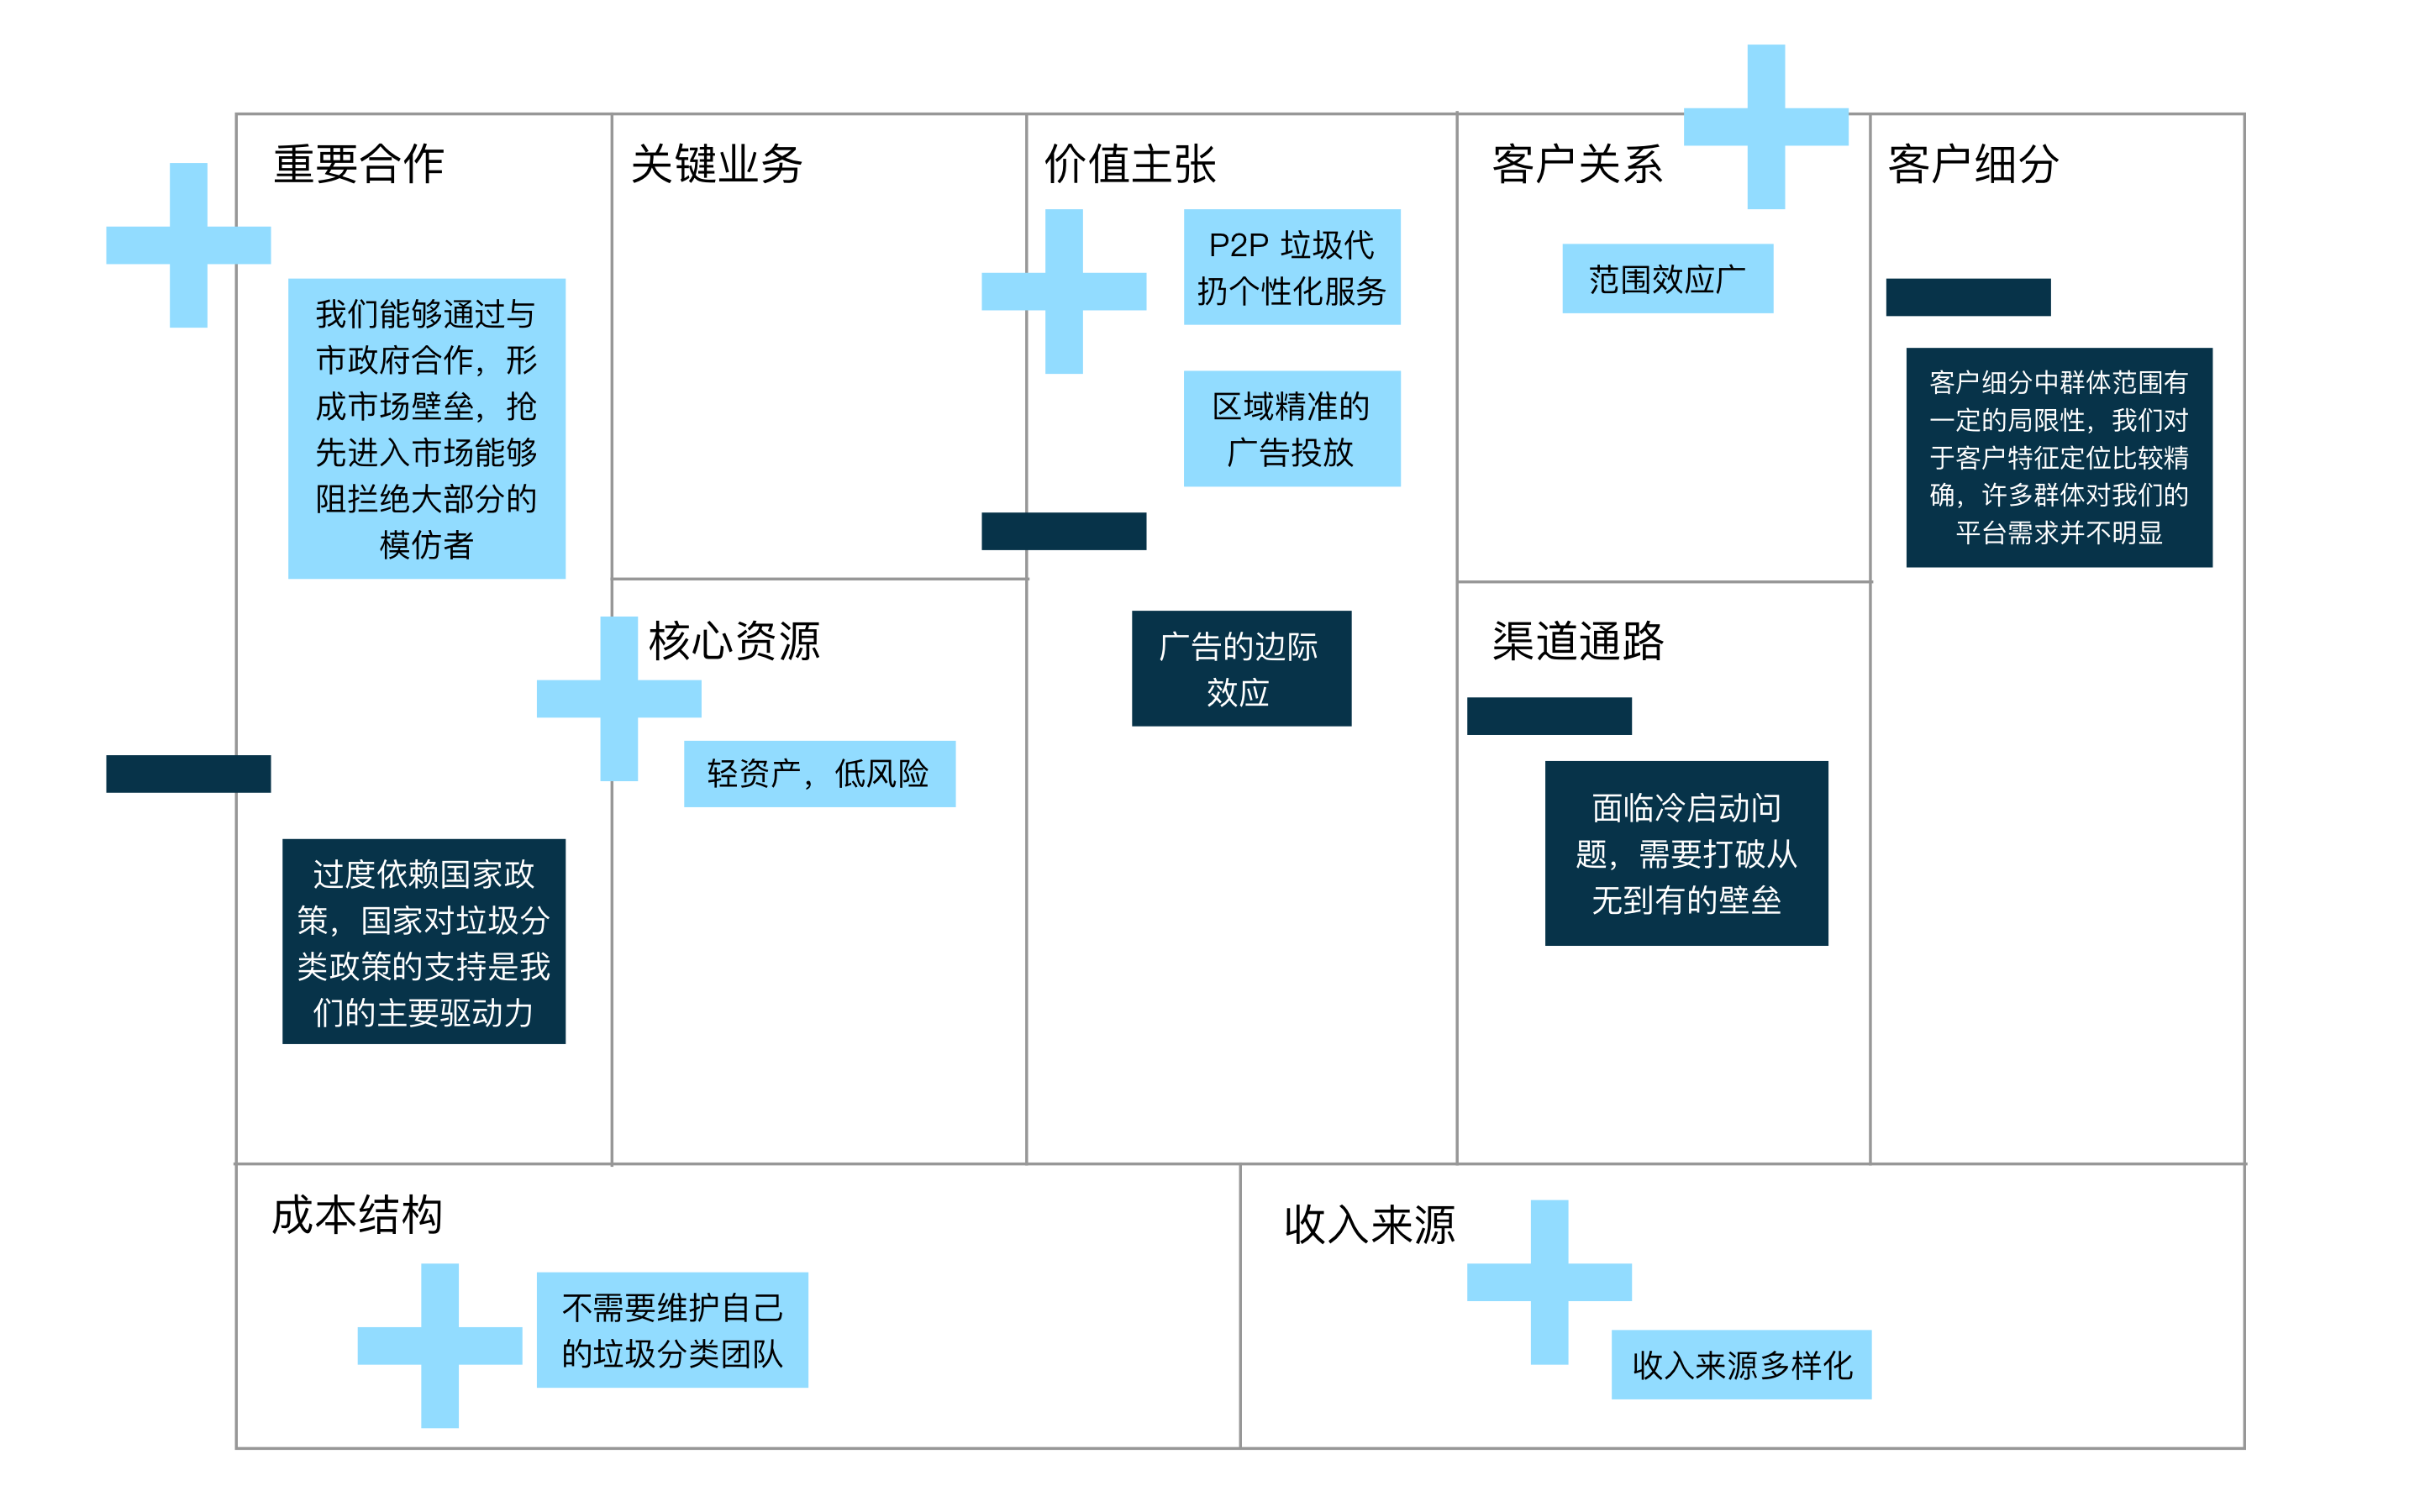 重要合作
我们能够通过与
市政府合作，形
成市场壁垒，抢
先进入市场能够
阻拦绝大部分的
模仿者
过度依赖国家政
策，国家对垃圾分
类政策的支持是我
们的主要驱动力
关键业务
核心资源
轻资产，低风险
价值主张
P2P 垃圾代
扔个性化服务
区域精准的
广告投放
广告的边际
效应
客户关系
范围效应广
渠道通路
面临冷启动问
题，需要打破从
无到有的壁垒
客户细分
客户细分中群体范围有
一定的局限性，我们对
于客户特征定位比较精
确，许多群体对我们的
平台需求并不明显
成本结构
不需要维护自己
的垃圾分类团队
收入来源
收入来源多样化